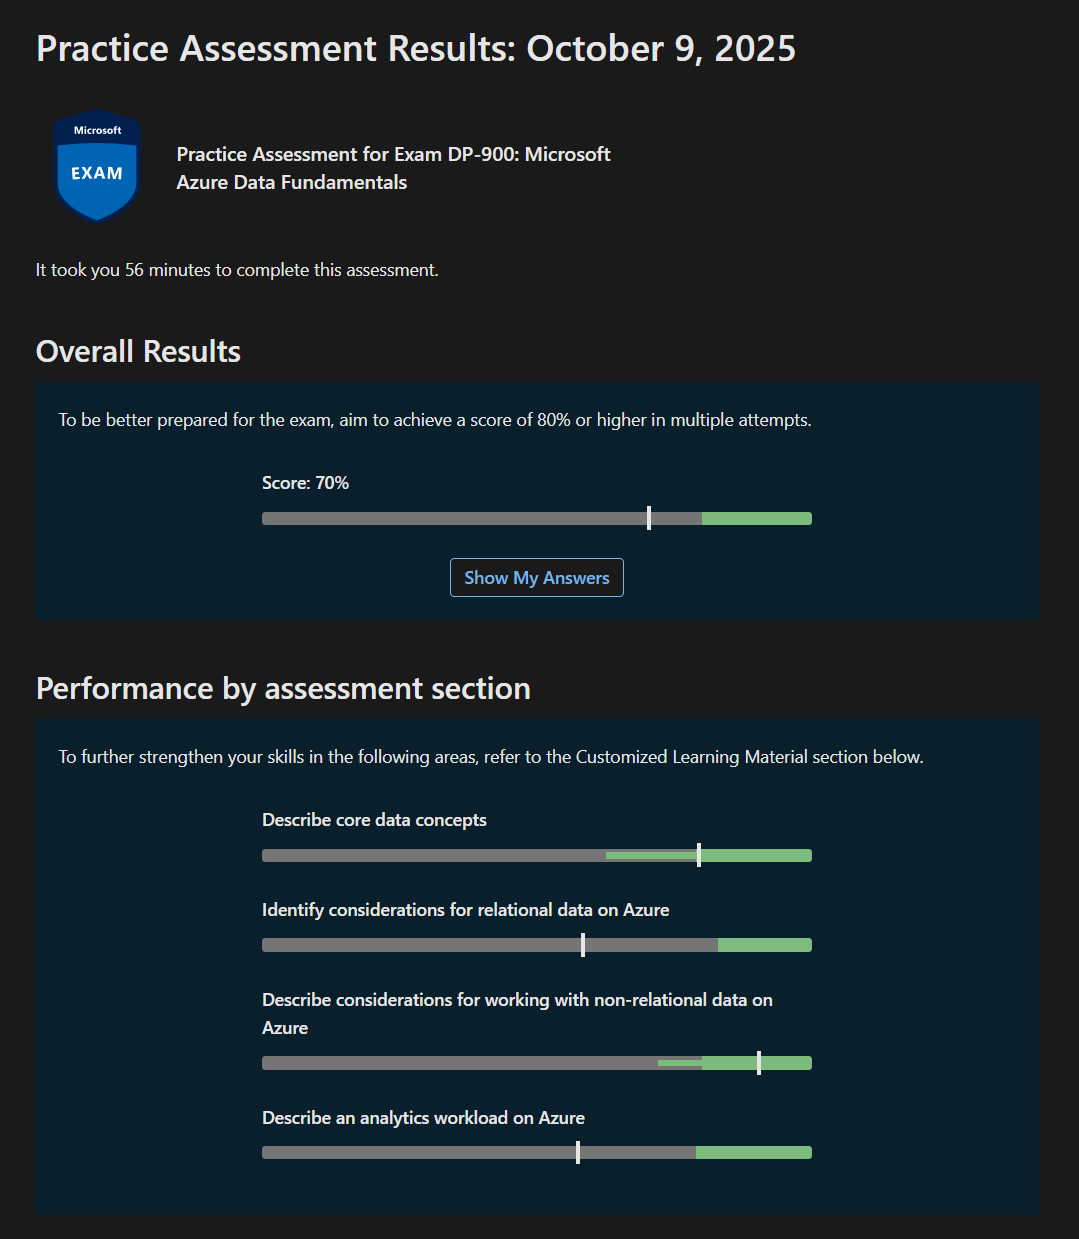 Practice Assessment Results: October 9, 2025
Microsoft
EXAM
Practice Assessment for Exam DP-900: Microsoft
Azure Data Fundamentals
It took you 56 minutes to complete this assessment.
Overall Results
To be better prepared for the exam, aim to achieve a score of 80% or higher in multiple attempts.
Score: 70%
Show My Answers
Performance by assessment section
To further strengthen your skills in the following areas, refer to the Customized Learning Material section below.
Describe core data concepts
Identify considerations for relational data on Azure
Describe considerations for working with non-relational data on
Azure
Describe an analytics workload on Azure